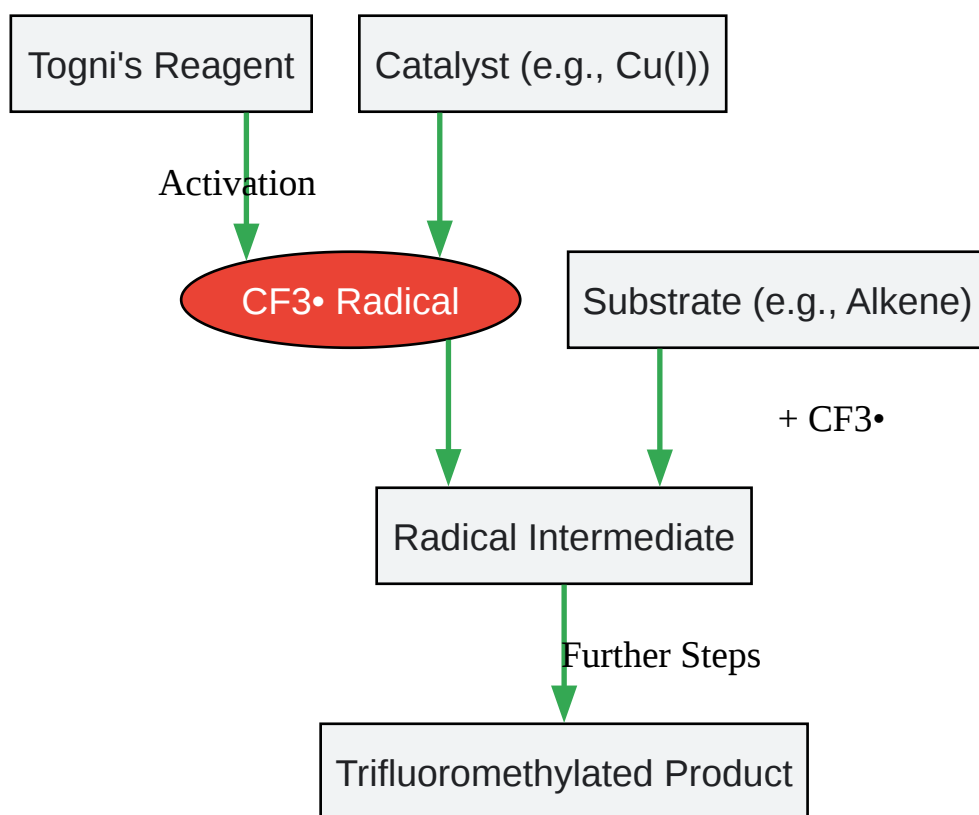 Togni's Reagent
Catalyst (e.g., Cu(I))
Activation
CF3• Radical
Substrate (e.g., Alkene)
+ CF3•
Radical Intermediate
Further Steps
Trifluoromethylated Product